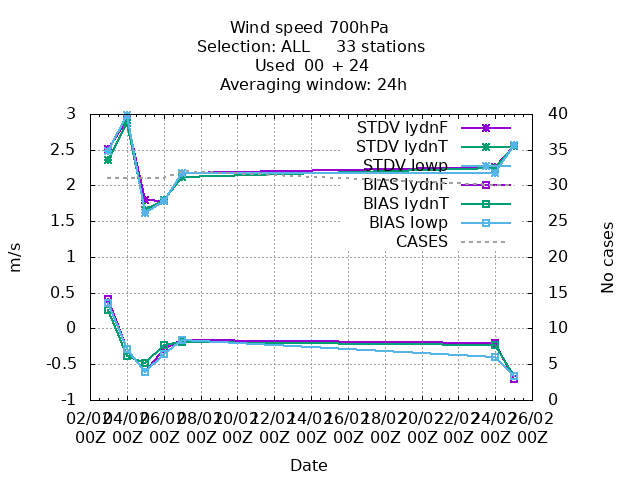 Wind speed 700hPa
Selection: ALL 33 stations
Used 00 + 24
Averaging window: 24h
3 40
STDV lydnF
STDV lydnT
2.5 35
STDV lowp
BIAS lydnF
2 30
BIAS lydnT
BIAS lowp
1.5 25
CASES
m/s
No cases
1 20
0.5 15
0 10
-0.5 5
-1 0
02/02 04/02 06/02 08/02 10/02 12/02 14/02 16/02 18/02 20/02 22/02 24/02 26/02
00Z 00Z 00Z 00Z 00Z 00Z 00Z 00Z 00Z 00Z 00Z 00Z 00Z
Date